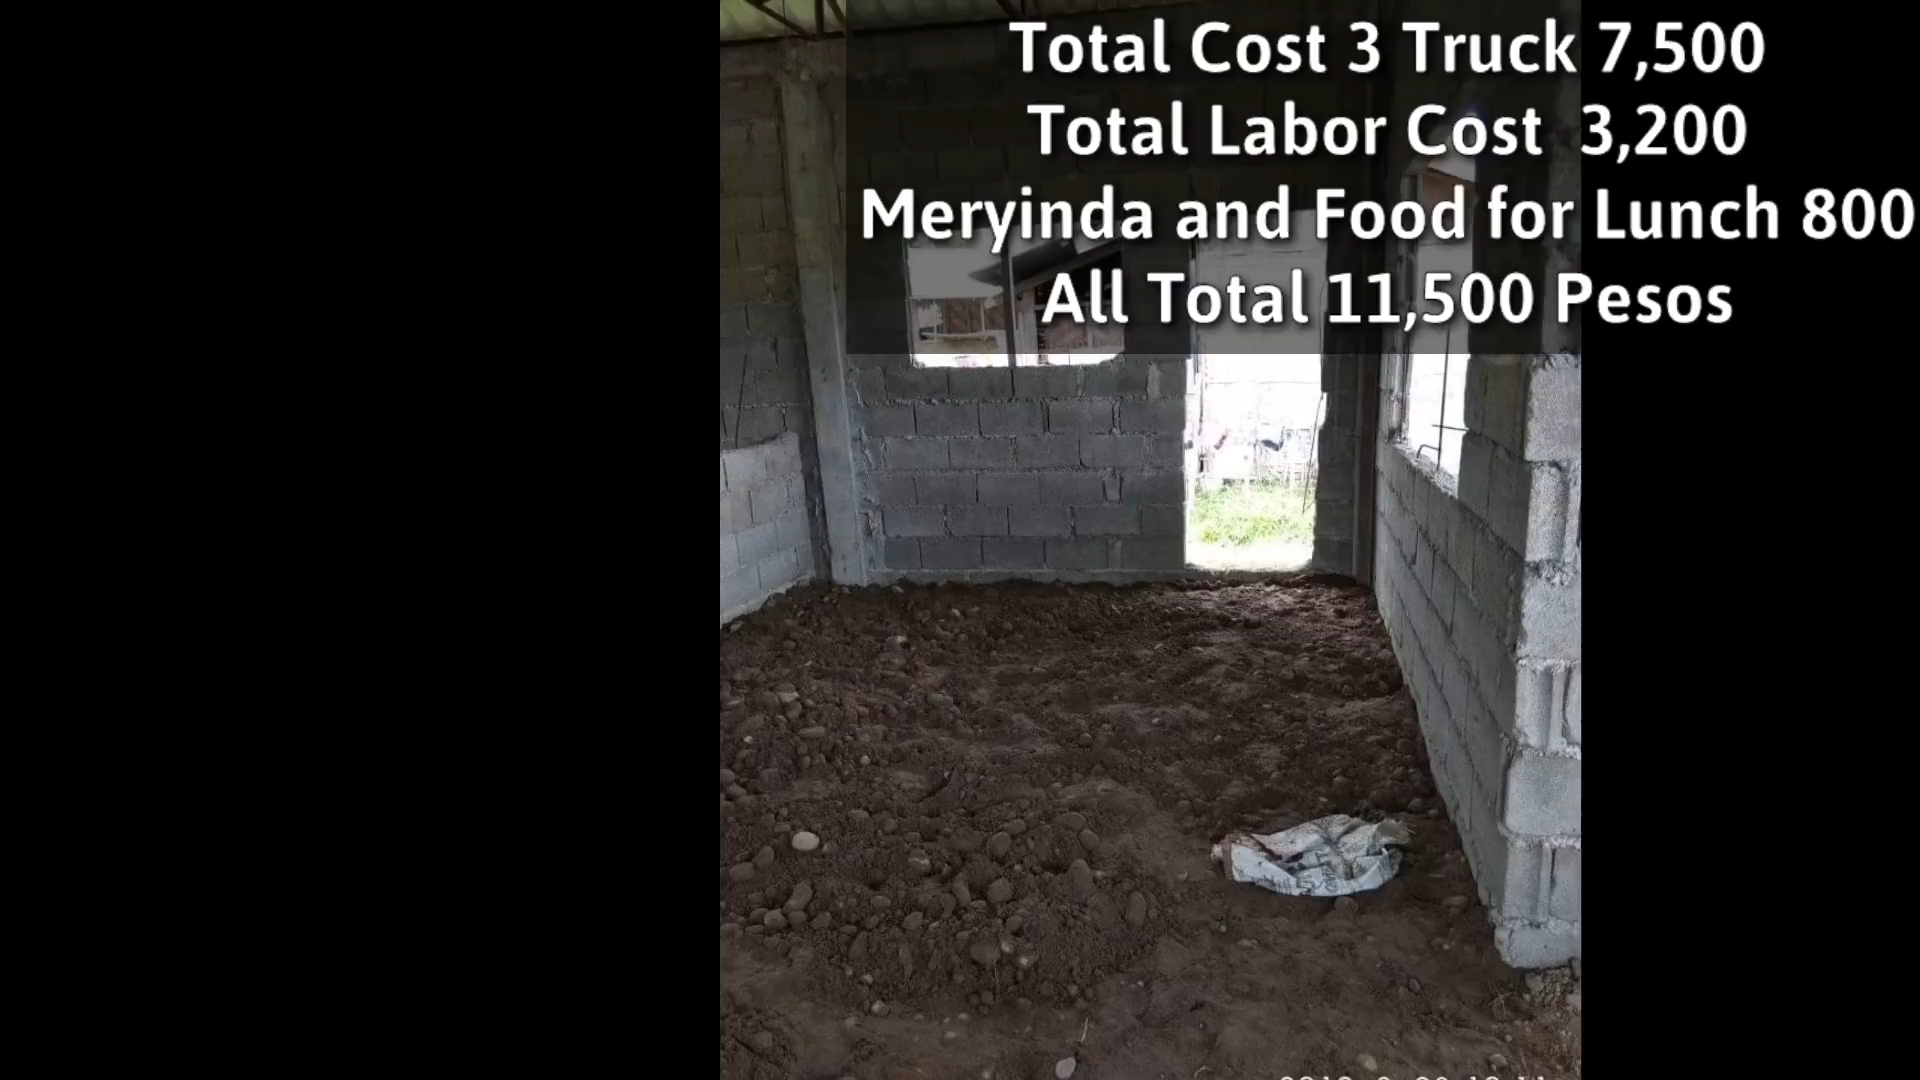 Total Cost 3 Truck 7,500
Total Labor Cost 3,200
Meryinda and Food for Lunch 800
All Total 11,500 Pesos